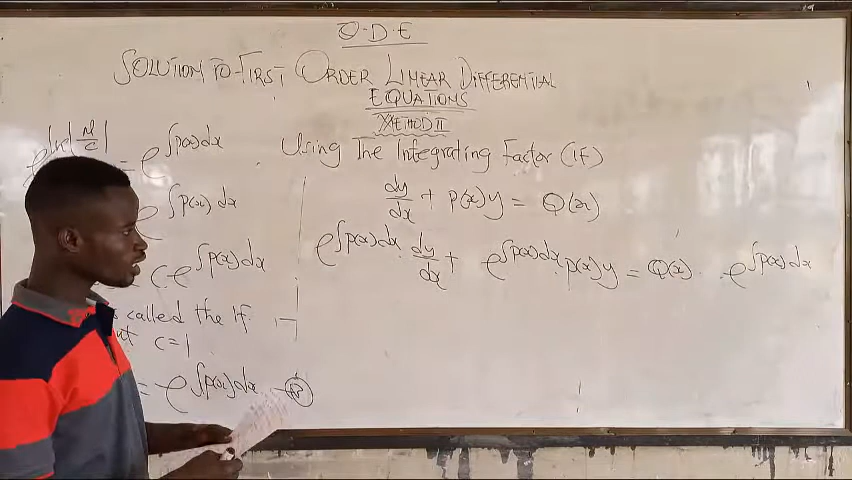 O.D.E
SOLUTION TO FIRST ORDER LINEAR DIFFERENTIAL
EQUATIONS
METHOD II
Using The Integrating Factor (IF)
dy/dx + p(x)y = Q(x)
e^∫p(x)dx . dy/dx + e^∫p(x)dx . p(x)y = Q(x) . e^∫p(x)dx
e^ln|M/c| = e^∫p(x)dx
e^∫p(x)dx
c . e^∫p(x)dx
called the If.
c = 1
= e^∫p(x)dx